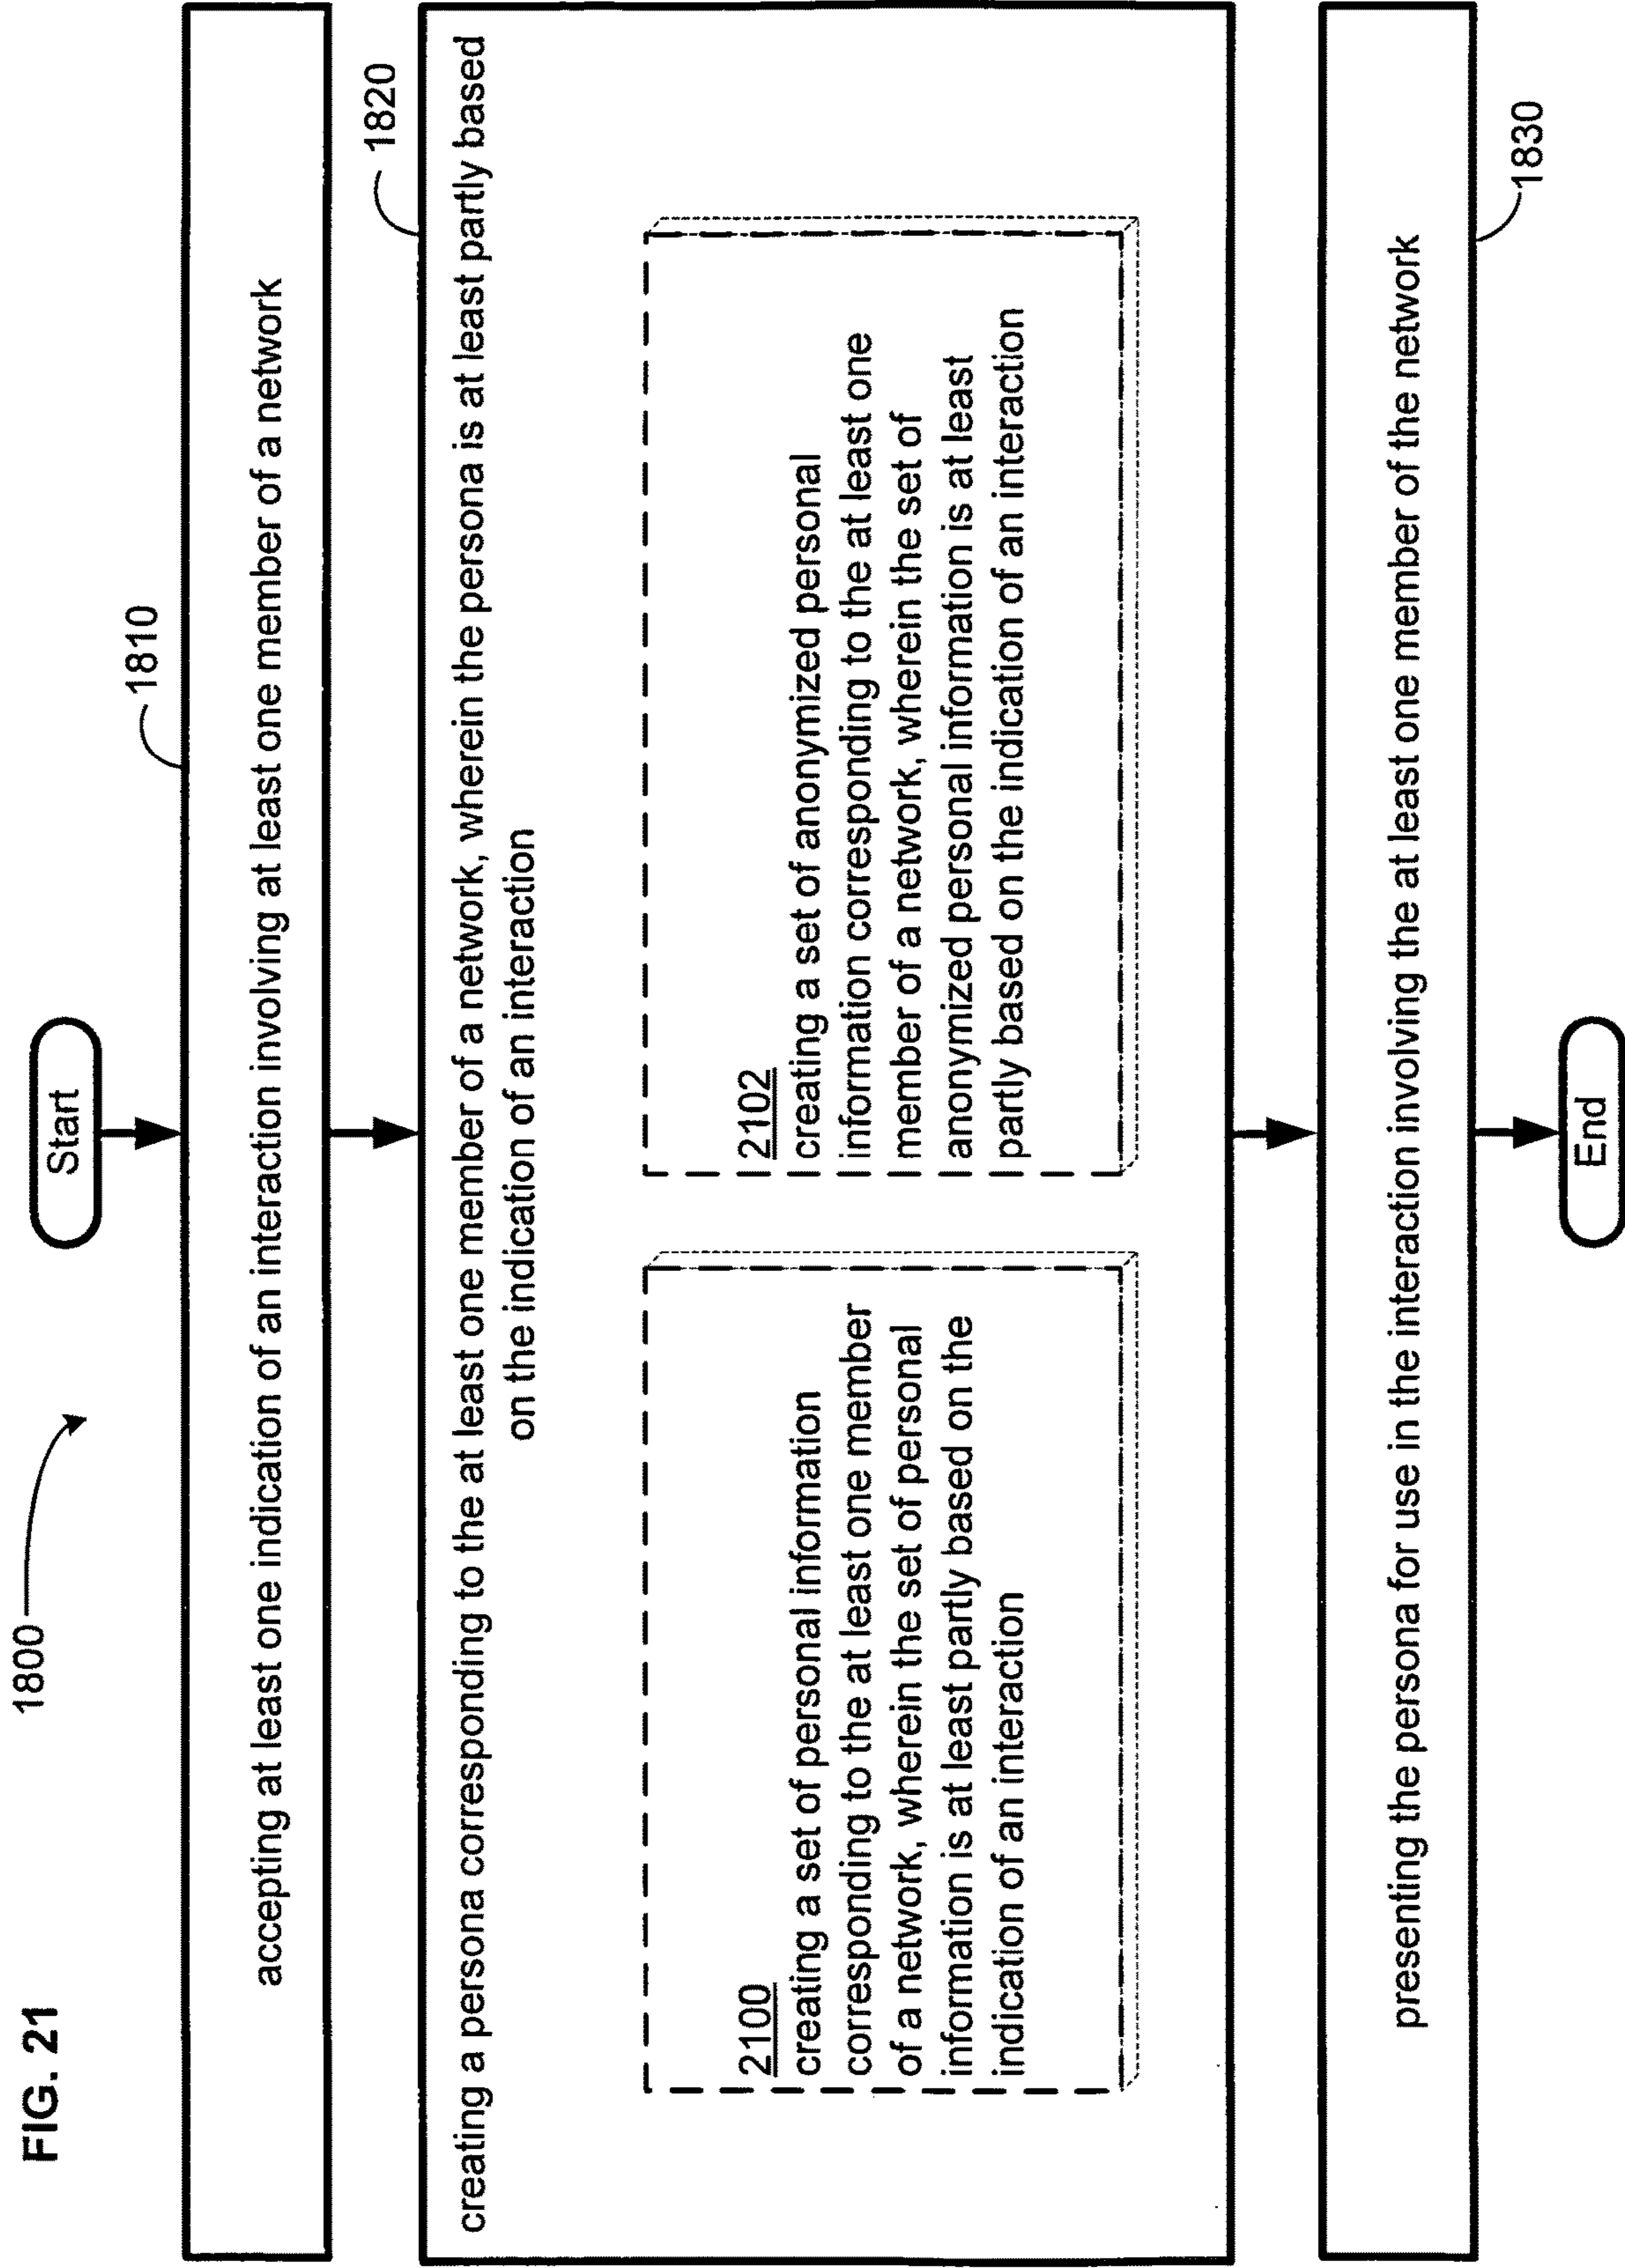 FIG. 21
1800
Start
1810
accepting at least one indication of an interaction involving at least one member of a network
1820
creating a persona corresponding to the at least one member of a network, wherein the persona is at least partly based
on the indication of an interaction
2100
creating a set of personal information
corresponding to the at least one member
of a network, wherein the set of personal
information is at least partly based on the
indication of an interaction
2102
creating a set of anonymized personal
information corresponding to the at least one
member of a network, wherein the set of
anonymized personal information is at least
partly based on the indication of an interaction
1830
presenting the persona for use in the interaction involving the at least one member of the network
End